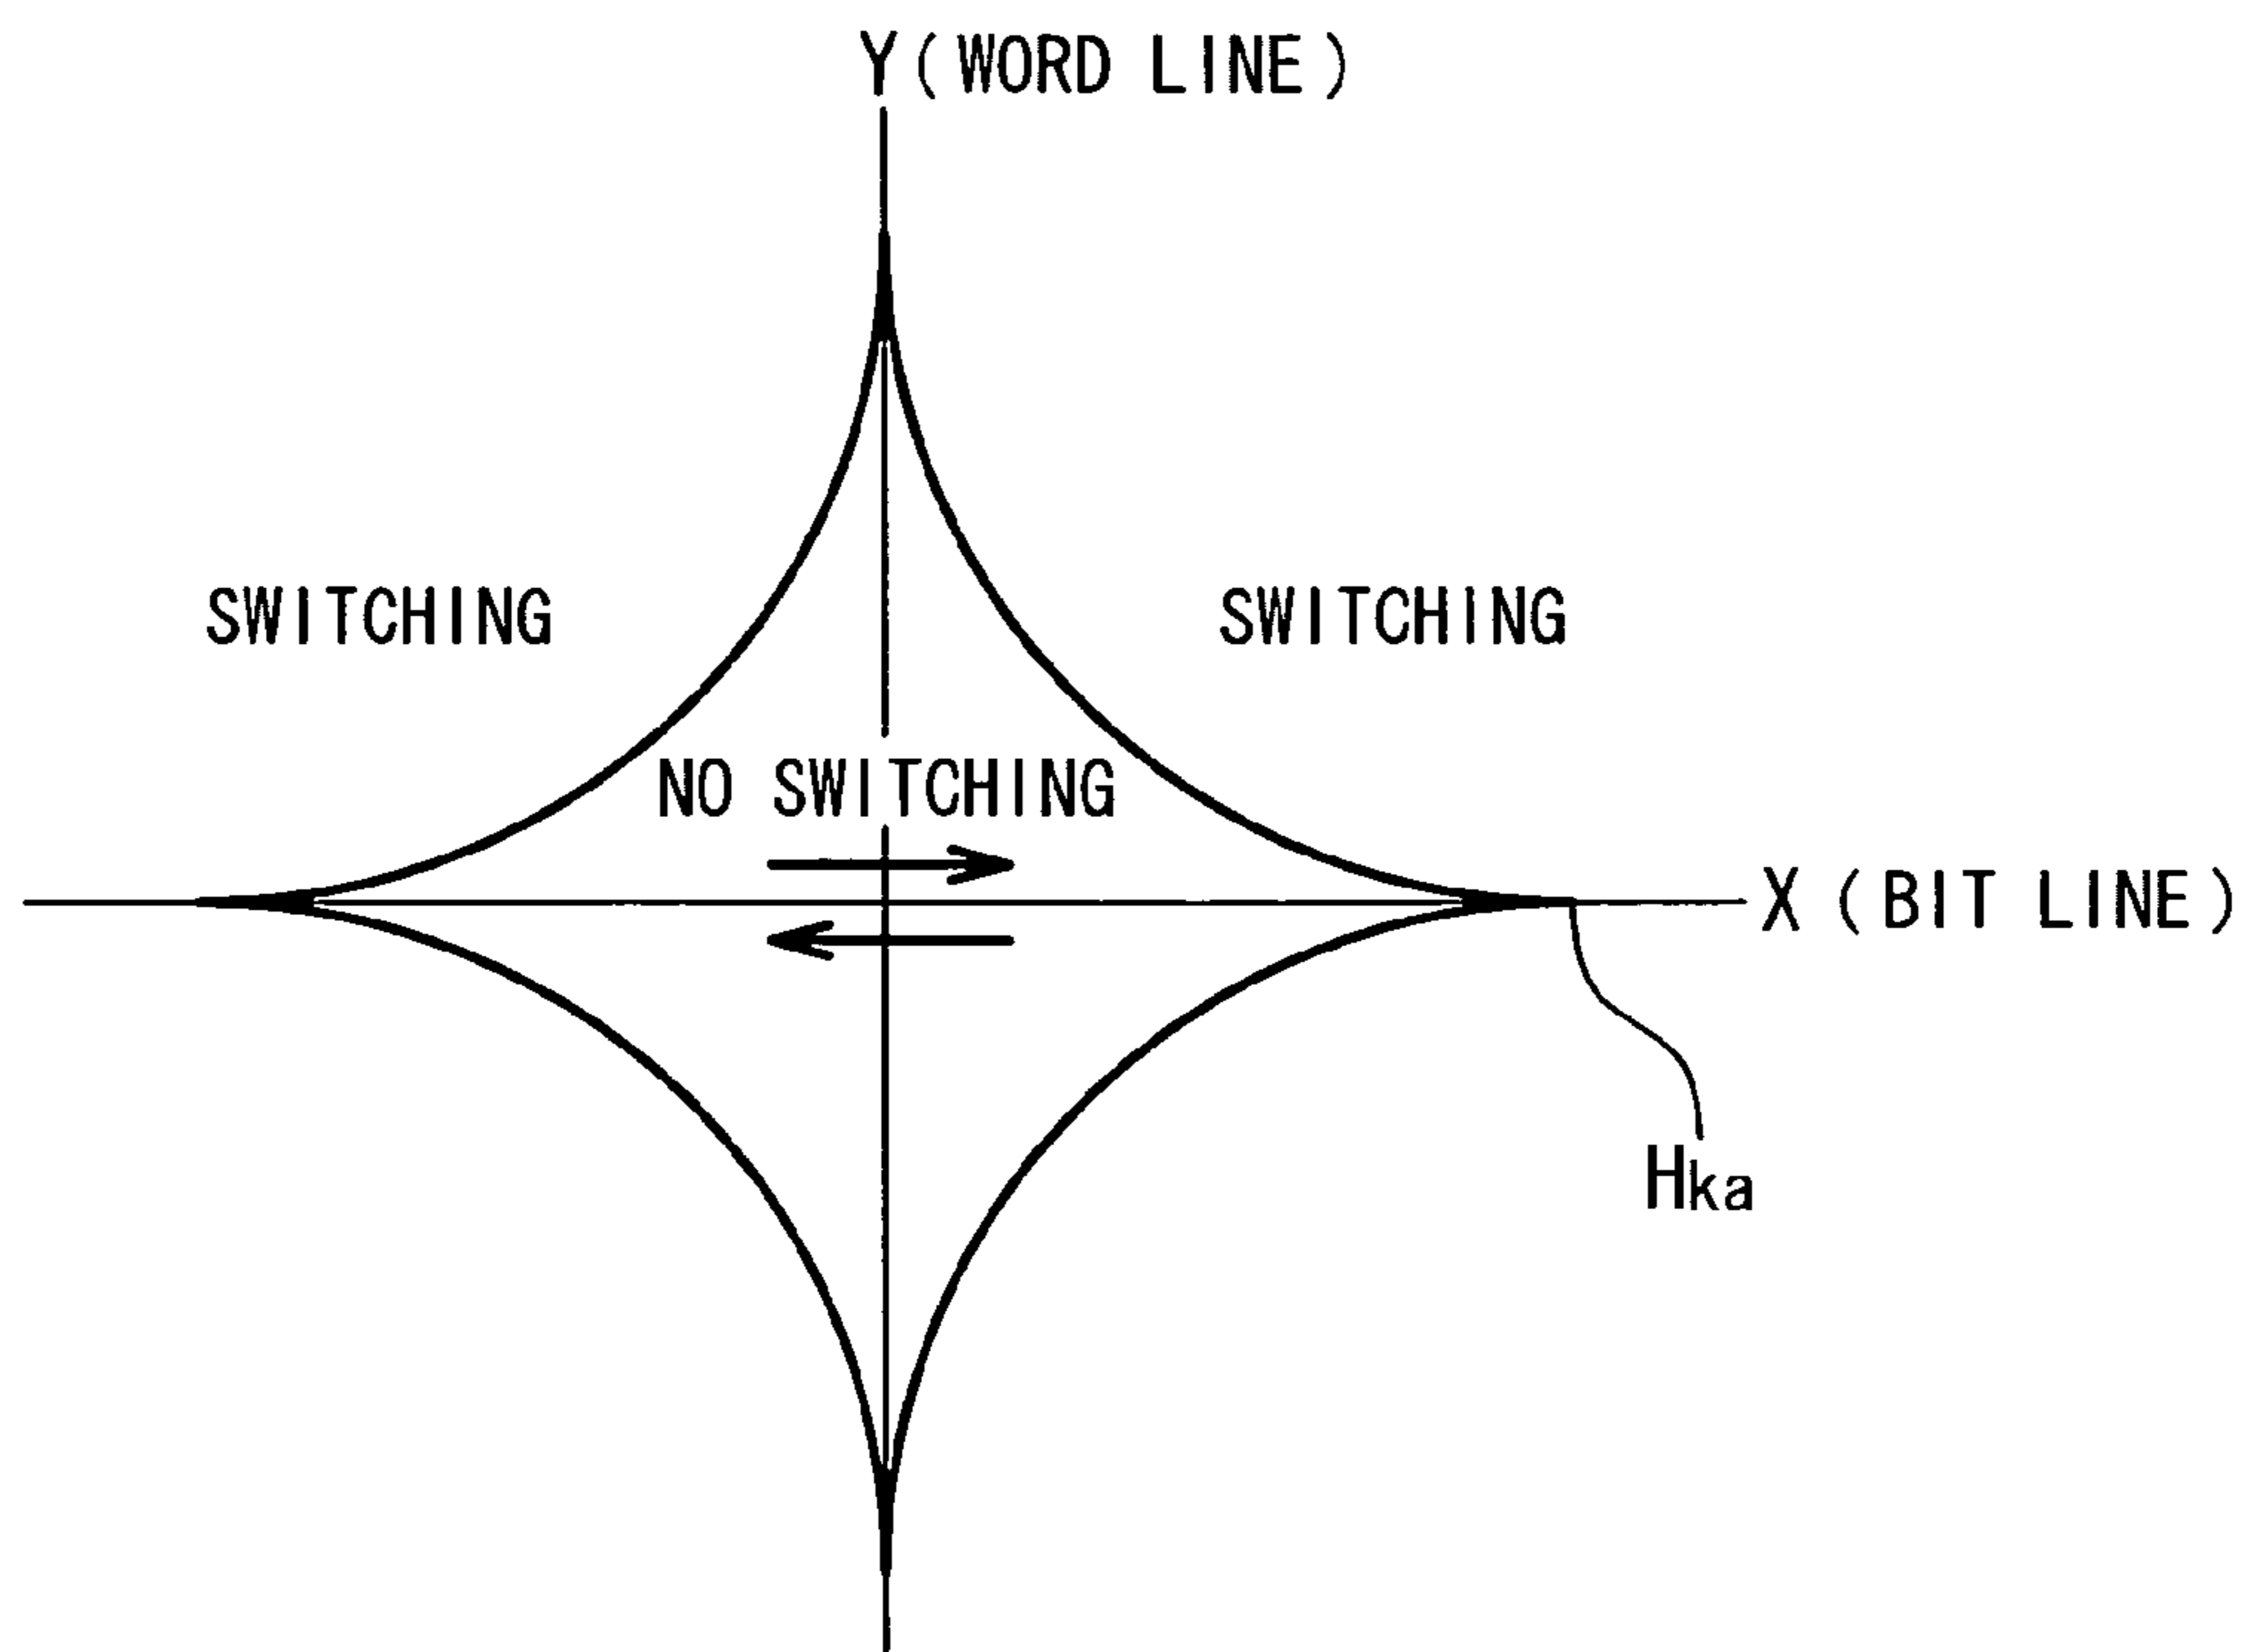 Y(WORD LINE)
SWITCHING
SWITCHING
NO SWITCHING
X (BIT LINE)
Hka